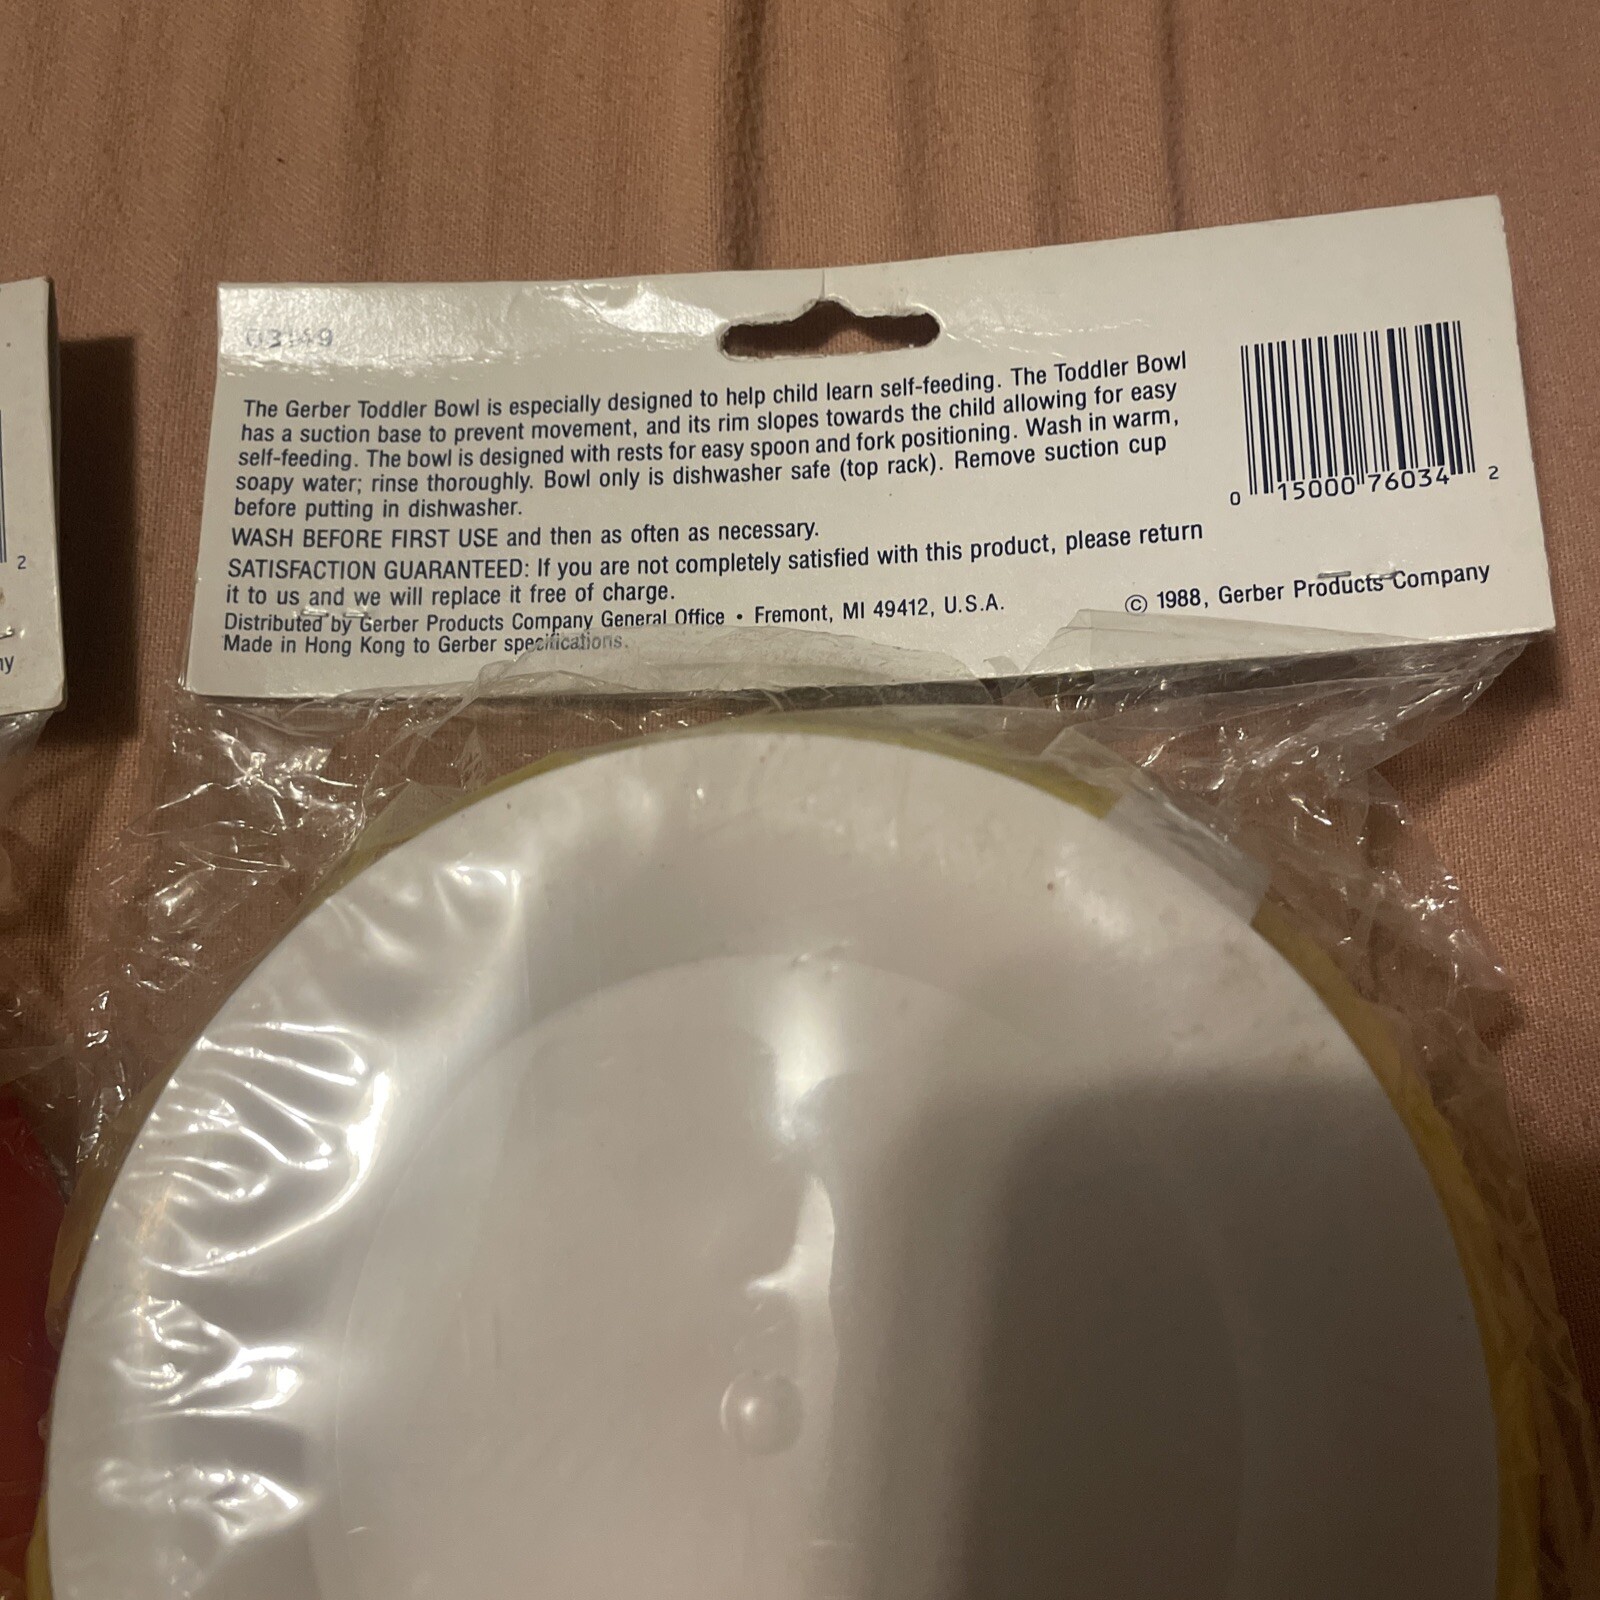 03149
The Gerber Toddler Bowl is especially designed to help child learn self-feeding. The Toddler Bowl
has a suction base to prevent movement, and its rim slopes towards the child allowing for easy
self-feeding. The bowl is designed with rests for easy spoon and fork positioning. Wash in warm,
soapy water; rinse thoroughly. Bowl only is dishwasher safe (top rack). Remove suction cup
before putting in dishwasher.
WASH BEFORE FIRST USE and then as often as necessary.
SATISFACTION GUARANTEED: If you are not completely satisfied with this product, please return
it to us and we will replace it free of charge.
Distributed by Gerber Products Company General Office • Fremont, MI 49412, U.S.A.
Made in Hong Kong to Gerber specifications.
0 15000 76034 2
© 1988, Gerber Products Company
2